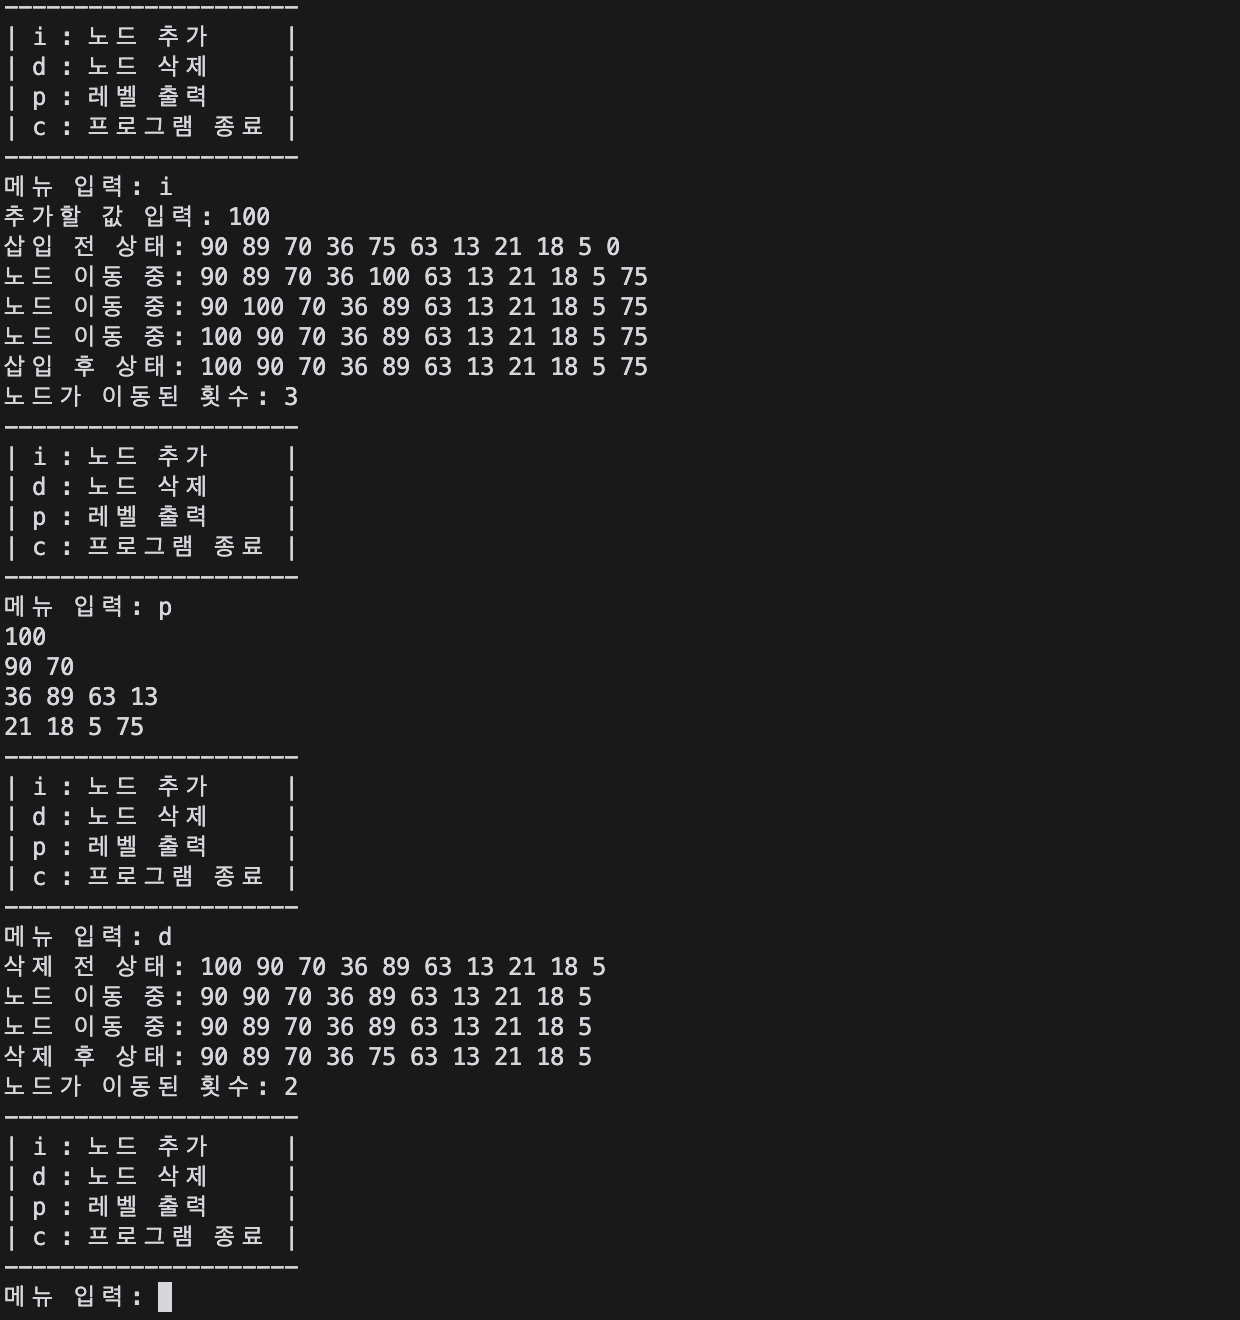 ---------------------
| i : 노드 추가      |
| d : 노드 삭제      |
| p : 레벨 출력      |
| c : 프로그램 종료  |
---------------------
메뉴 입력: i
추가할 값 입력: 100
삽입 전 상태: 90 89 70 36 75 63 13 21 18 5 0
노드 이동 중: 90 89 70 36 100 63 13 21 18 5 75
노드 이동 중: 90 100 70 36 89 63 13 21 18 5 75
노드 이동 중: 100 90 70 36 89 63 13 21 18 5 75
삽입 후 상태: 100 90 70 36 89 63 13 21 18 5 75
노드가 이동된 횟수: 3
---------------------
| i : 노드 추가      |
| d : 노드 삭제      |
| p : 레벨 출력      |
| c : 프로그램 종료  |
---------------------
메뉴 입력: p
100
90 70
36 89 63 13
21 18 5 75
---------------------
| i : 노드 추가      |
| d : 노드 삭제      |
| p : 레벨 출력      |
| c : 프로그램 종료  |
---------------------
메뉴 입력: d
삭제 전 상태: 100 90 70 36 89 63 13 21 18 5
노드 이동 중: 90 90 70 36 89 63 13 21 18 5
노드 이동 중: 90 89 70 36 89 63 13 21 18 5
삭제 후 상태: 90 89 70 36 75 63 13 21 18 5
노드가 이동된 횟수: 2
---------------------
| i : 노드 추가      |
| d : 노드 삭제      |
| p : 레벨 출력      |
| c : 프로그램 종료  |
---------------------
메뉴 입력: